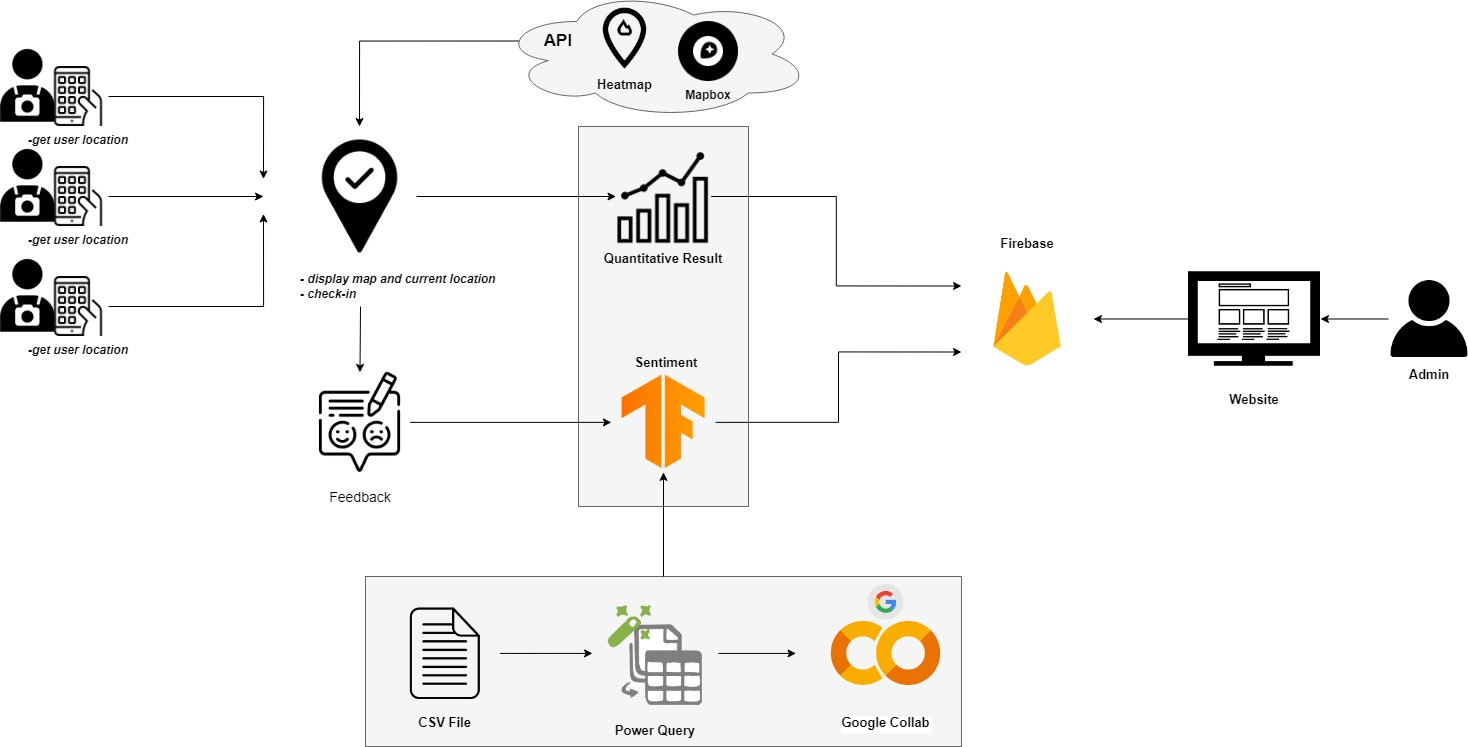 API
Heatmap
Mapbox
-get user location
-get user location
-get user location
- display map and current location
- check-in
Quantitative Result
Firebase
Sentiment
Website
Admin
Feedback
CSV File
Power Query
Google Collab